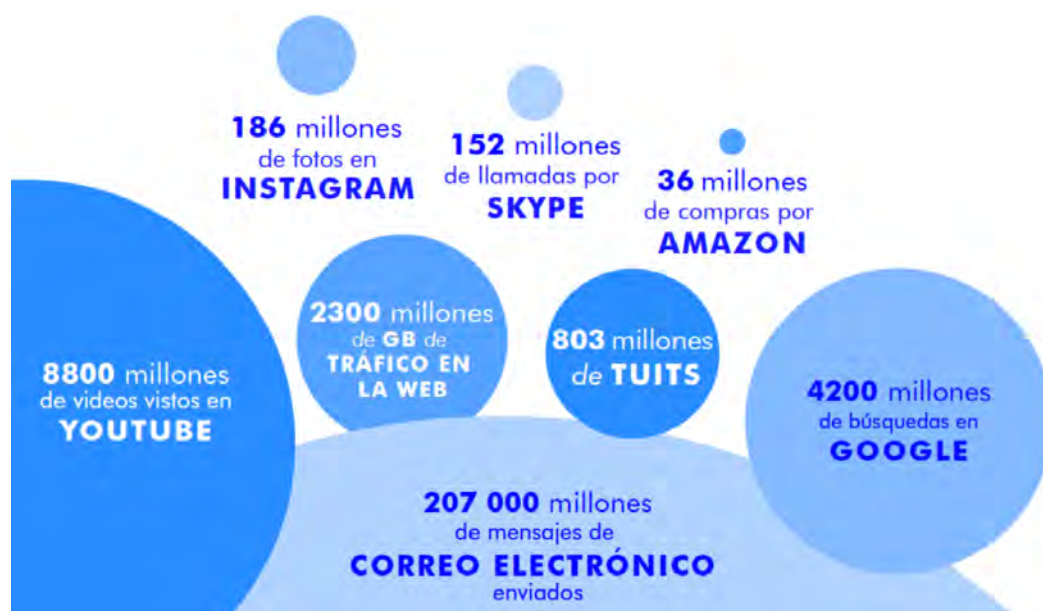 186 millones
de fotos en
INSTAGRAM
152 millones
de llamadas por
SKYPE
36 millones
de compras por
AMAZON
8800 millones
de videos vistos en
YOUTUBE
2300 millones
de GB de
TRÁFICO EN
LA WEB
803 millones
de TUITS
4200 millones
de búsquedas en
GOOGLE
207 000 millones
de mensajes de
CORREO ELECTRÓNICO
enviados